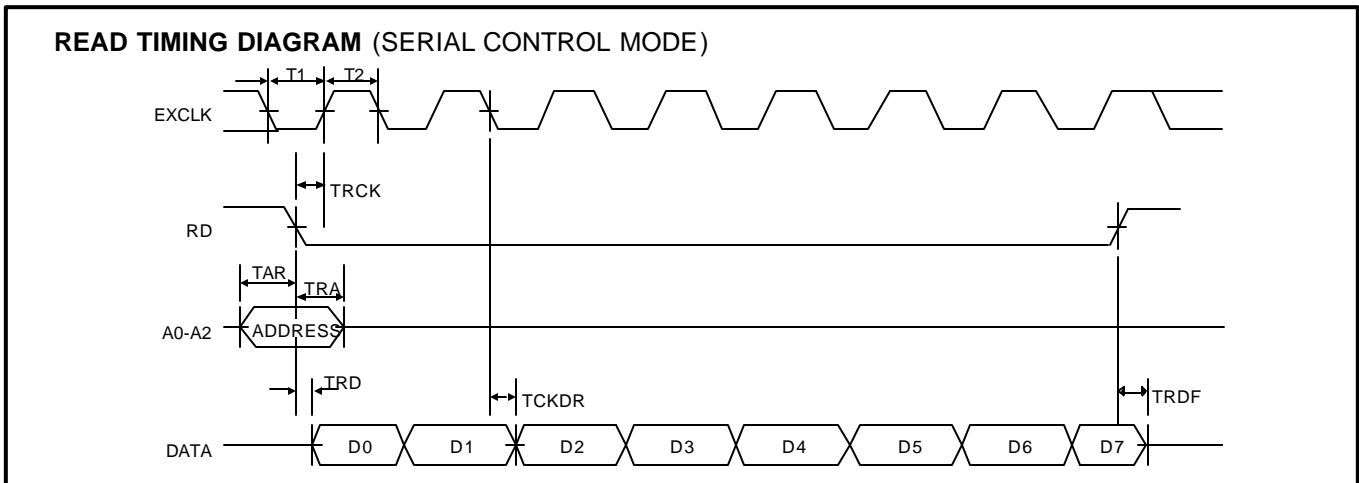 READ TIMING DIAGRAM (SERIAL CONTROL MODE)
T1 T2
EXCLK
TRCK
RD
TAR
TRA
A0-A2 ADDRESS
TRD
TCKDR
TRDF
DATA D0 D1 D2 D3 D4 D5 D6 D7